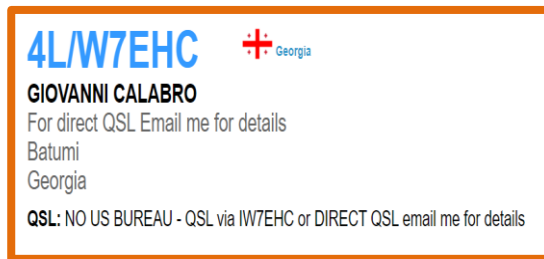 4L/W7EHC
Georgia
GIOVANNI CALABRO
For direct QSL Email me for details
Batumi
Georgia
QSL: NO US BUREAU - QSL via IW7EHC or DIRECT QSL email me for details